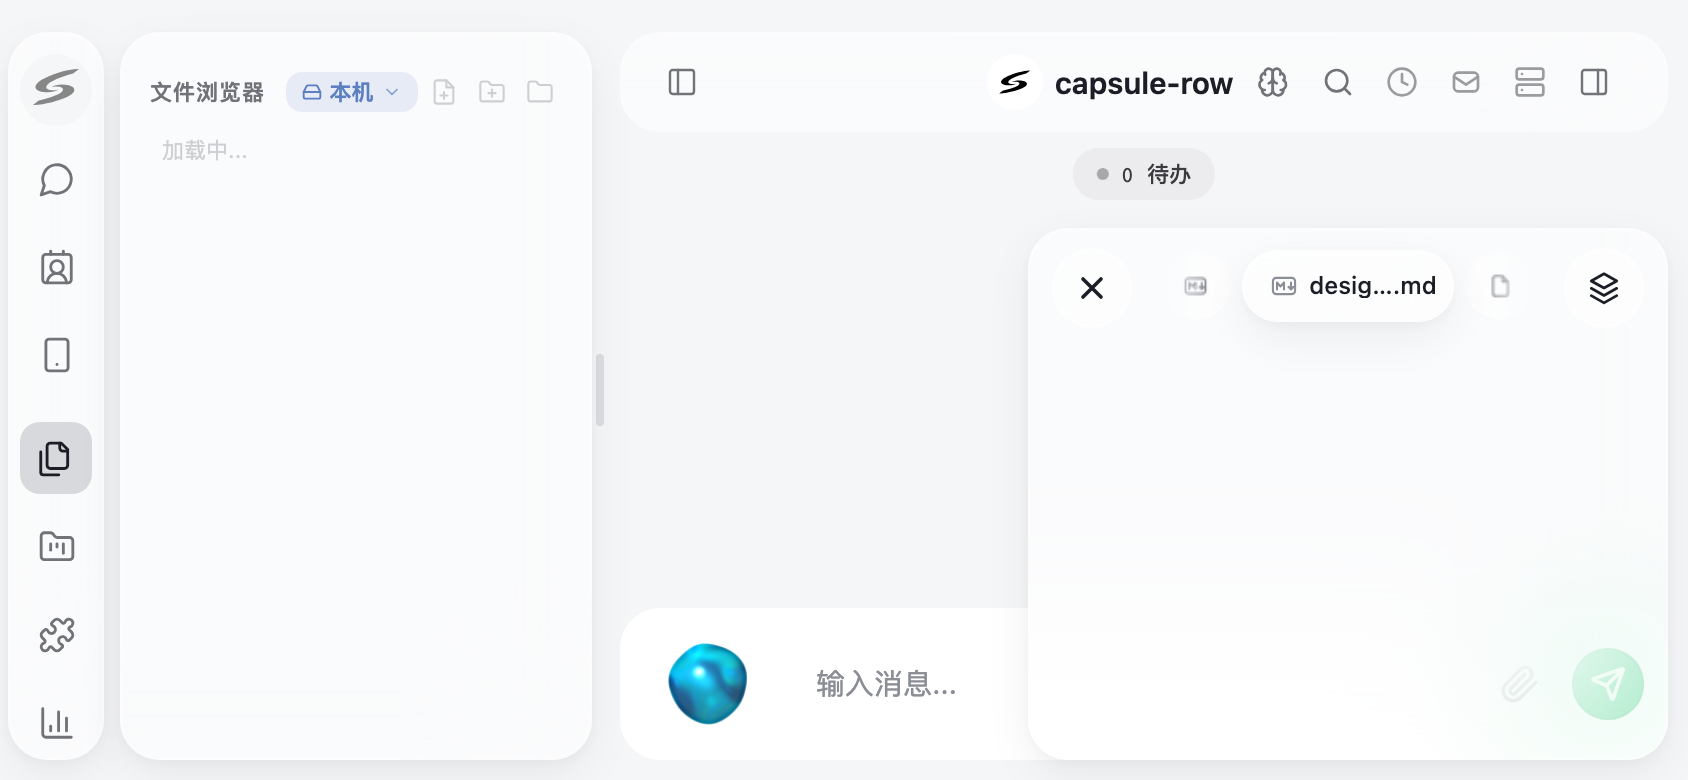 文件浏览器
本机
加载中...
capsule-row
0 待办
desig....md
输入消息...